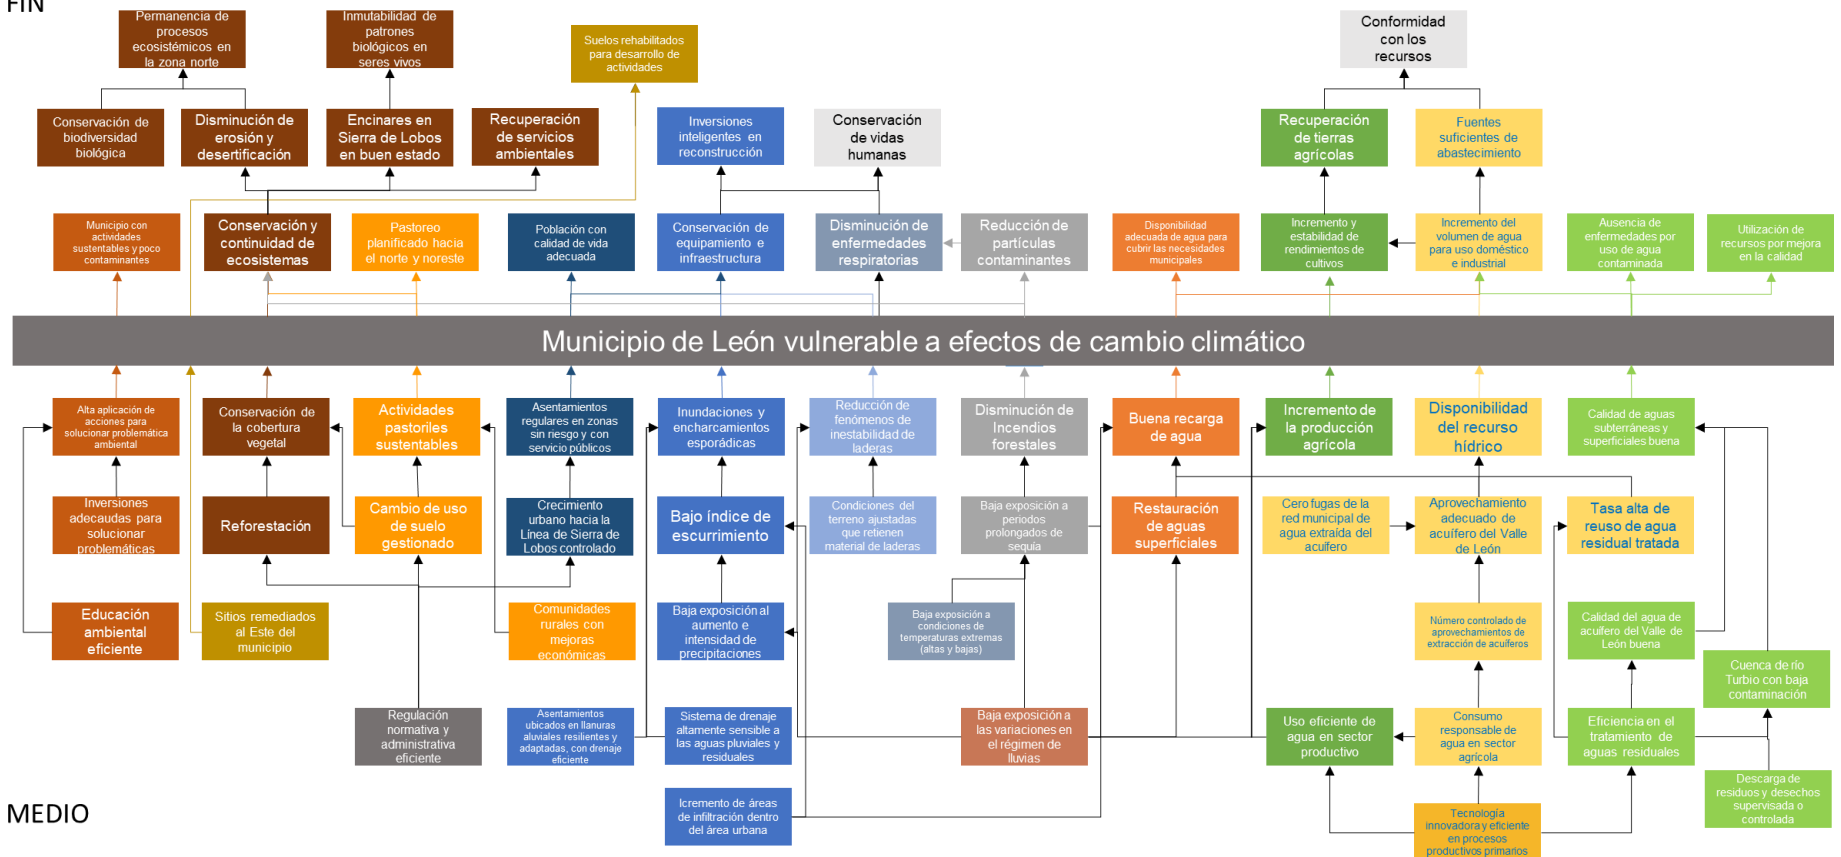 FIN
Permanencia de
procesos
ecosistémicos en
la zona norte
Inmutabilidad de
patrones
biológicos en
seres vivos
Suelos rehabilitados
para desarrollo de
actividades
Conformidad
con los
recursos
Conservación de
biodiversidad
biológica
Disminución de
erosión y
desertificación
Encinares en
Sierra de Lobos
en buen estado
Recuperación
de servicios
ambientales
Inversiones
inteligentes en
reconstrucción
Conservación
de vidas
humanas
Recuperación
de tierras
agrícolas
Fuentes
suficientes de
abastecimiento
Municipio con
actividades
sustentables y poco
contaminantes
Conservación y
continuidad de
ecosistemas
Pastoreo
planificado hacia
el norte y noreste
Población con
calidad de vida
adecuada
Conservación de
equipamiento e
infraestructura
Disminución de
enfermedades
respiratorias
Reducción de
partículas
contaminantes
Disponibilidad
adecuada de agua para
cubrir las necesidades
municipales
Incremento y
estabilidad de
rendimientos de
cultivos
Incremento del
volumen de agua
para uso doméstico
e industrial
Ausencia de
enfermedades por
uso de agua
contaminada
Utilización de
recursos por mejora
en la calidad
Municipio de León vulnerable a efectos de cambio climático
Alta aplicación de
acciones para
solucionar problemática
ambiental
Conservación de
la cobertura
vegetal
Actividades
pastoriles
sustentables
Asentamientos
regulares en zonas
sin riesgo y con
servicio públicos
Inundaciones y
encharcamientos
esporádicas
Reducción de
fenómenos de
inestabilidad de
laderas
Disminución de
Incendios
forestales
Buena recarga
de agua
Incremento de
la producción
agrícola
Disponibilidad
del recurso
hídrico
Calidad de aguas
subterráneas y
superficiales buena
Inversiones
adecaudas para
solucionar
problemáticas
Reforestación
Cambio de uso
de suelo
gestionado
Crecimiento
urbano hacia la
Línea de Sierra de
Lobos controlado
Bajo índice de
escurrimiento
Condiciones del
terreno ajustadas
que retienen
material de laderas
Baja exposición a
periodos
prolongados de
sequía
Restauración
de aguas
superficiales
Cero fugas de la
red municipal de
agua extraída del
acuífero
Aprovechamiento
adecuado de
acuífero del Valle
de León
Tasa alta de
reuso de agua
residual tratada
Educación
ambiental
eficiente
Sitios remediados
al Este del
municipio
Comunidades
rurales con
mejoras
económicas
Baja exposición al
aumento e
intensidad de
precipitaciones
Baja exposición a
condiciones de
temperaturas extremas
(altas y bajas)
Número controlado de
aprovechamientos de
extracción de acuíferos
Calidad del agua de
acuífero del Valle de
León buena
Cuenca de río
Turbio con baja
contaminación
Regulación
normativa y
administrativa
eficiente
Asentamientos
ubicados en llanuras
aluviales resilientes y
adaptadas, con drenaje
eficiente
Sistema de drenaje
altamente sensible a
las aguas pluviales y
residuales
Baja exposición a
las variaciones en
el régimen de
lluvias
Uso eficiente de
agua en sector
productivo
Consumo
responsable de
agua en sector
agrícola
Eficiencia en el
tratamiento de
aguas residuales
Descarga de
residuos y desechos
supervisada o
controlada
MEDIO
Icremento de áreas
de infiltración dentro
del área urbana
Tecnología
innovadora y eficiente
en procesos
productivos primarios